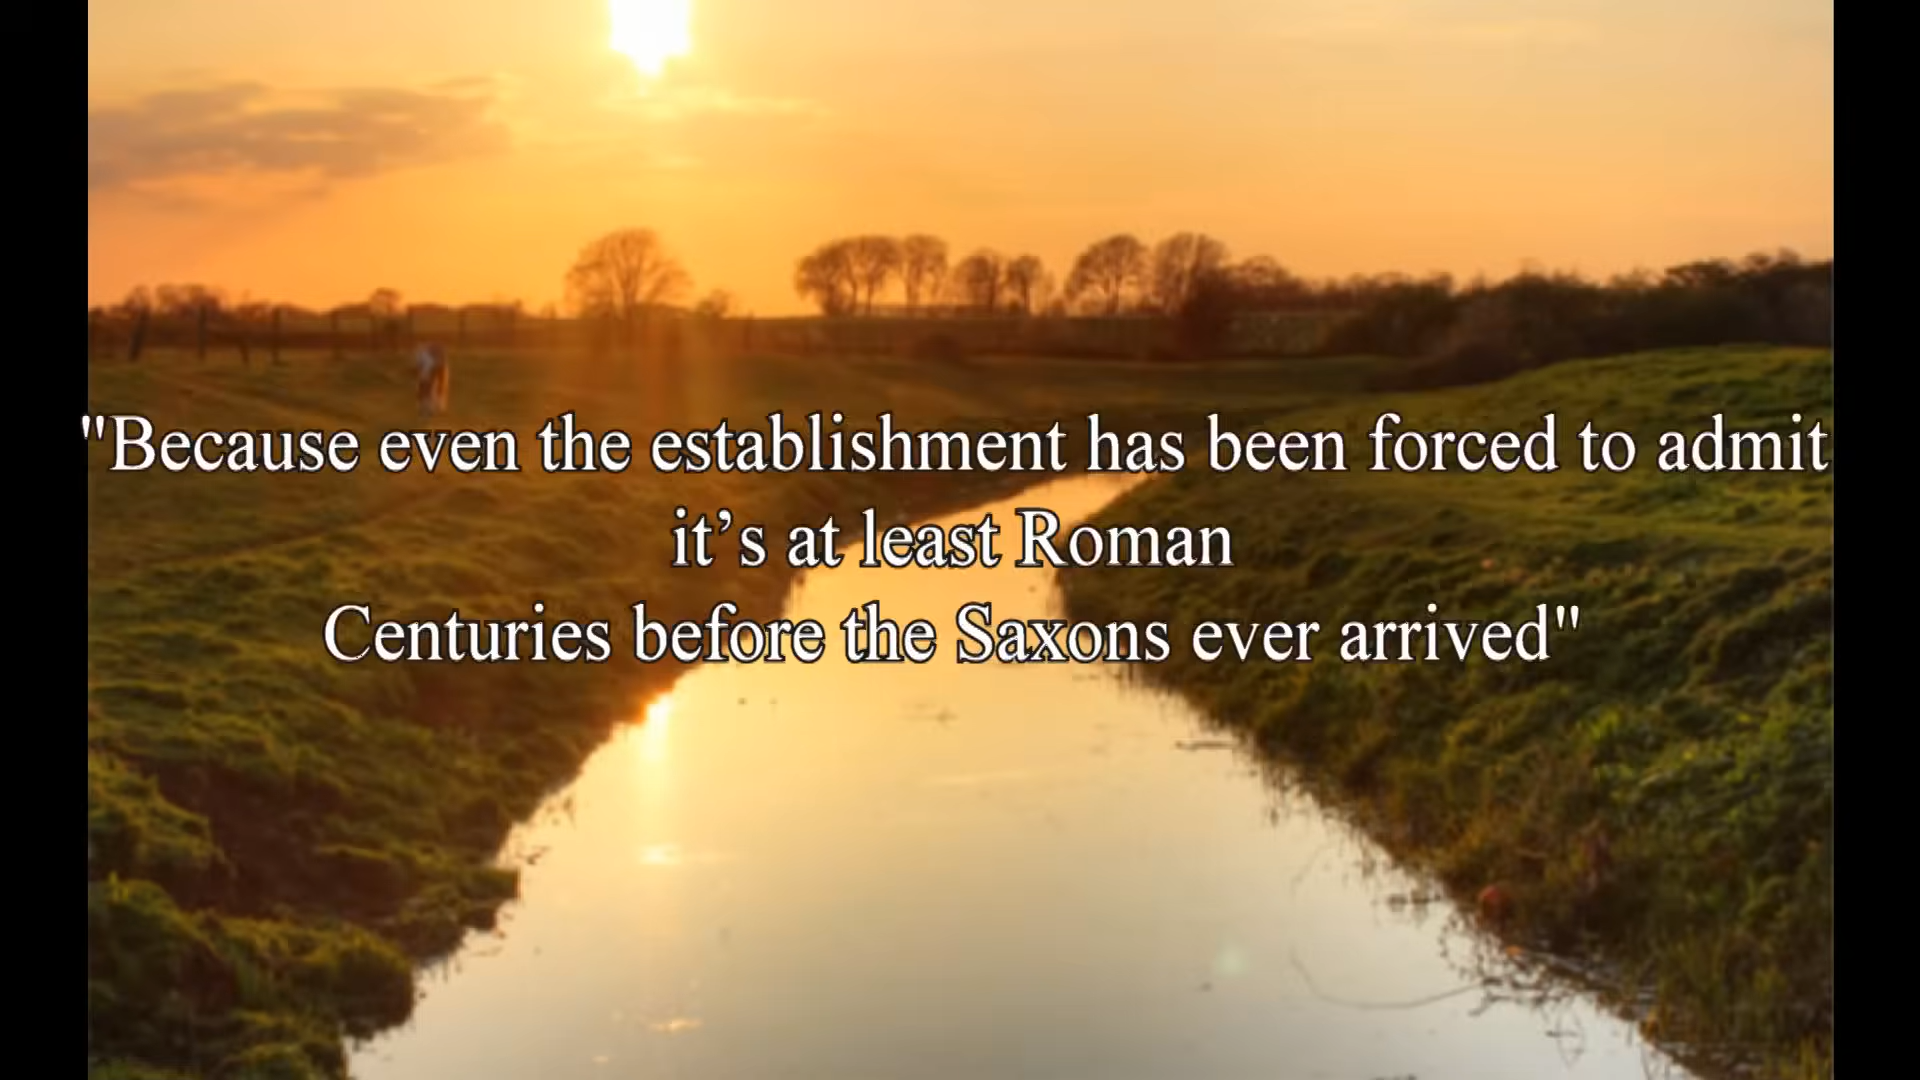 "Because even the establishment has been forced to admit
it’s at least Roman
Centuries before the Saxons ever arrived"